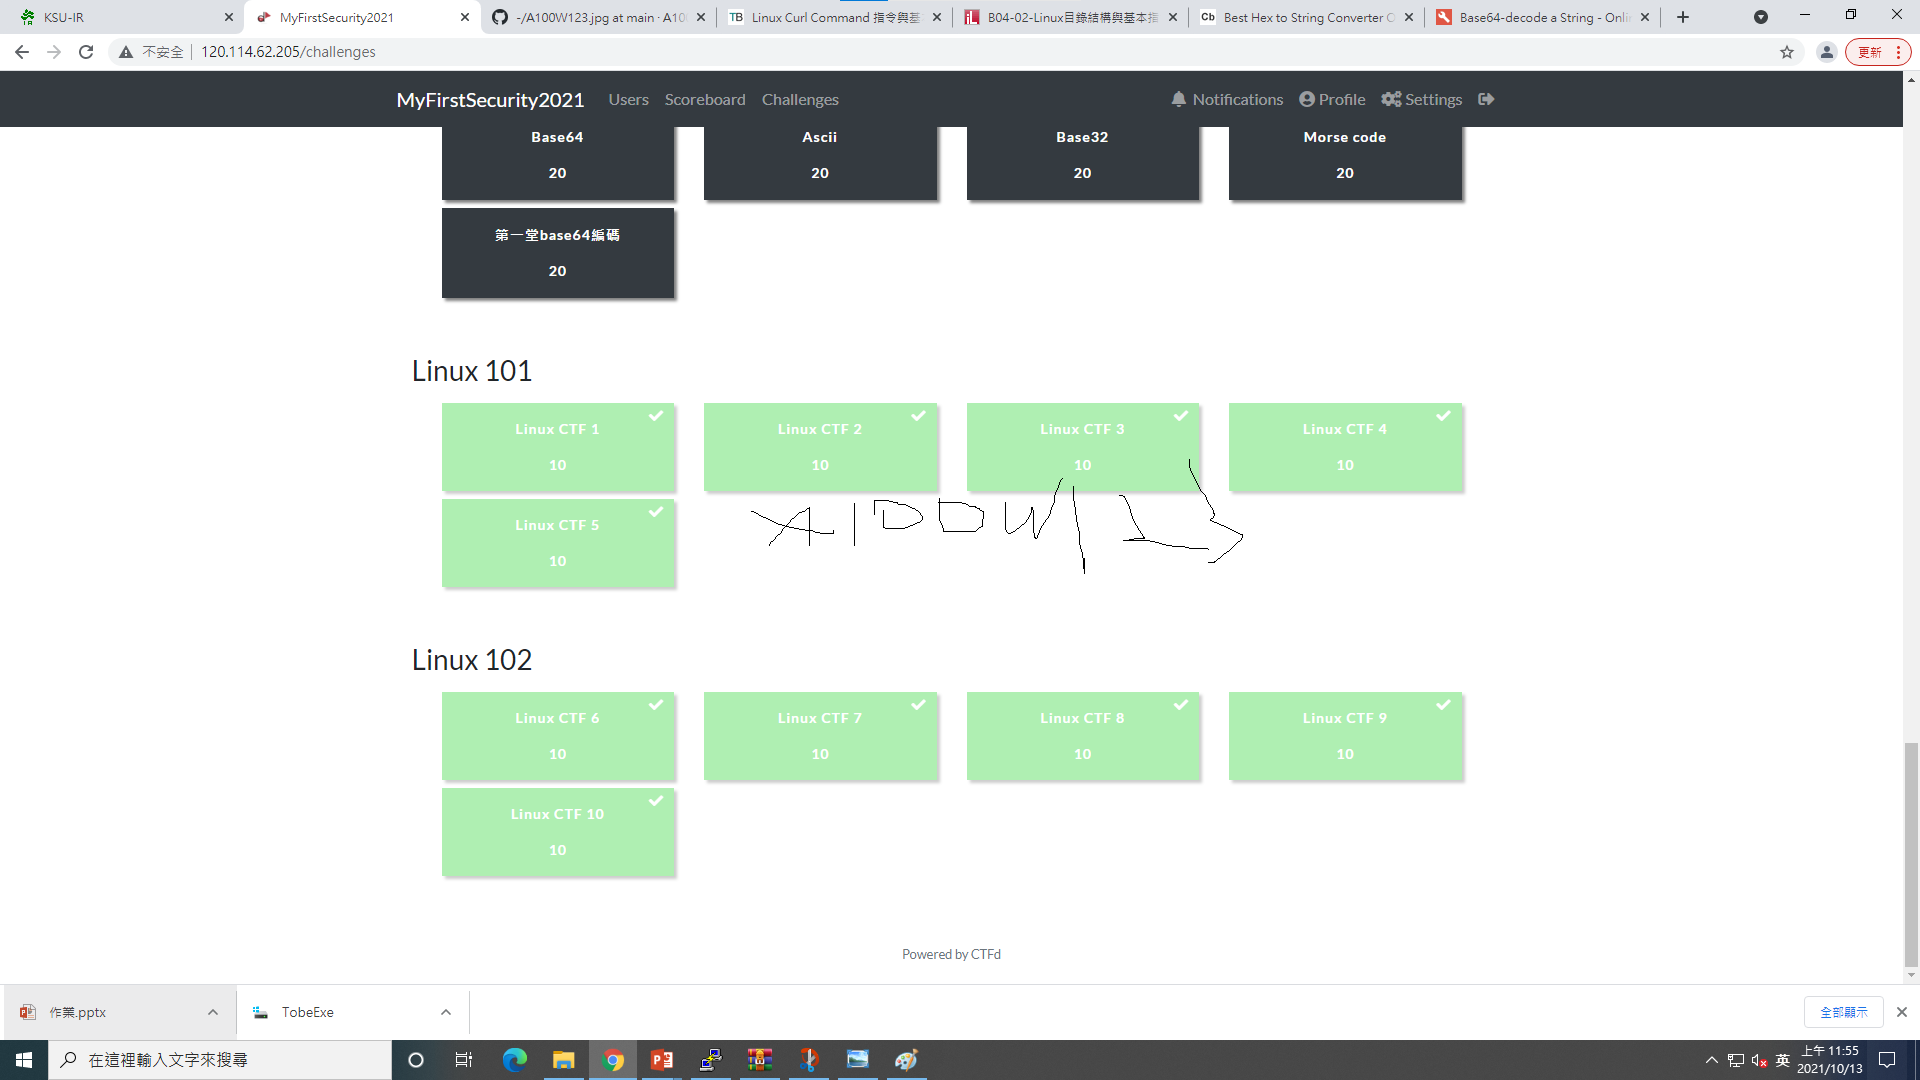 KSU-IR
MyFirstSecurity2021
-/A100W123.jpg at main · A10
Linux Curl Command 指令與基
B04-02-Linux目錄結構與基本指
Best Hex to String Converter O
Base64-decode a String - Onli
不安全
120.114.62.205/challenges
更新
MyFirstSecurity2021
Users
Scoreboard
Challenges
Notifications
Profile
Settings
Base64
20
Ascii
20
Base32
20
Morse code
20
第一堂base64編碼
20
Linux 101
Linux CTF 1
10
Linux CTF 2
10
Linux CTF 3
10
Linux CTF 4
10
Linux CTF 5
10
A100W123
Linux 102
Linux CTF 6
10
Linux CTF 7
10
Linux CTF 8
10
Linux CTF 9
10
Linux CTF 10
10
Powered by CTFd
作業.pptx
TobeExe
全部顯示
在這裡輸入文字來搜尋
英
上午 11:55
2021/10/13